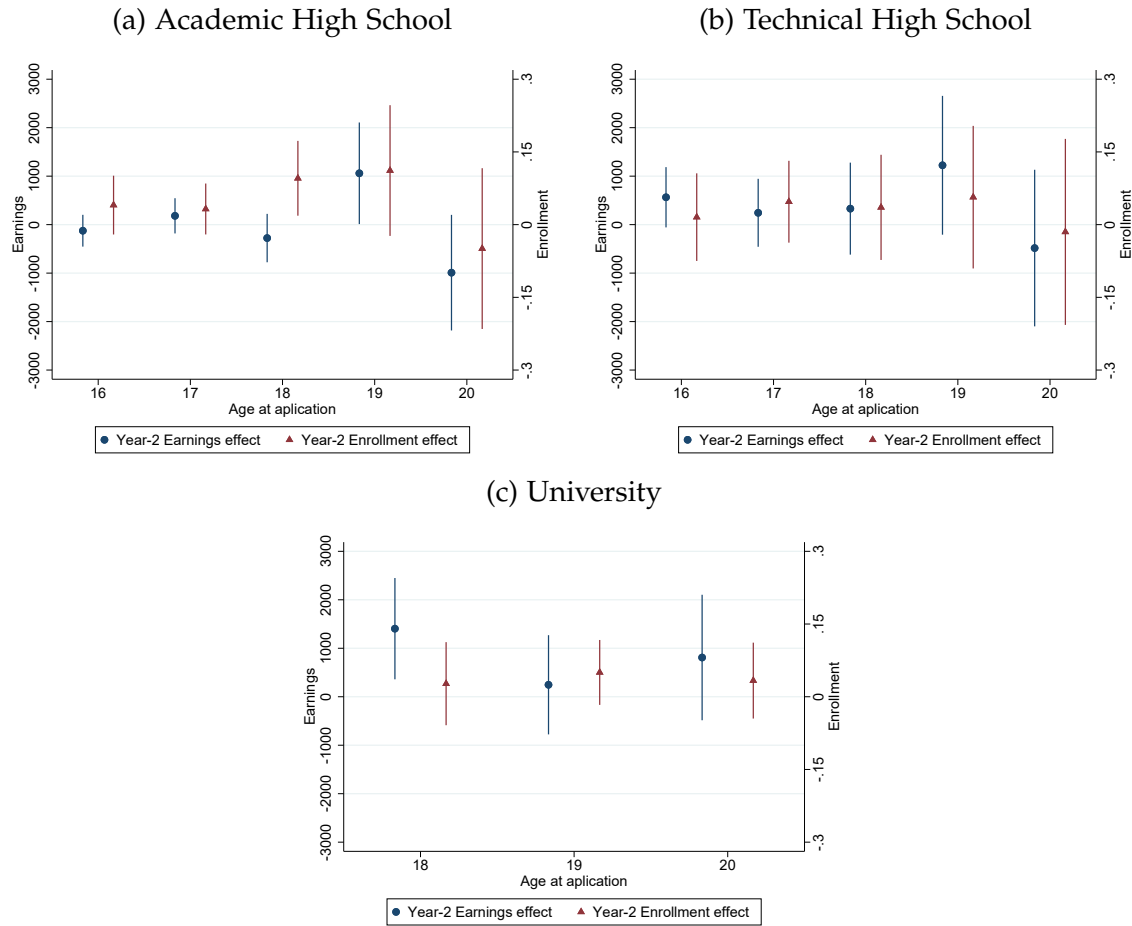 (a) Academic High School
Earnings
3000
2000
1000
0
-1000
-2000
-3000
Enrollment
.3
.15
0
-.15
-.3
16 17 18 19 20
Age at aplication
Year-2 Earnings effect Year-2 Enrollment effect
(b) Technical High School
Earnings
3000
2000
1000
0
-1000
-2000
-3000
Enrollment
.3
.15
0
-.15
-.3
16 17 18 19 20
Age at aplication
Year-2 Earnings effect Year-2 Enrollment effect
(c) University
Earnings
3000
2000
1000
0
-1000
-2000
-3000
Enrollment
.3
.15
0
-.15
-.3
18 19 20
Age at aplication
Year-2 Earnings effect Year-2 Enrollment effect